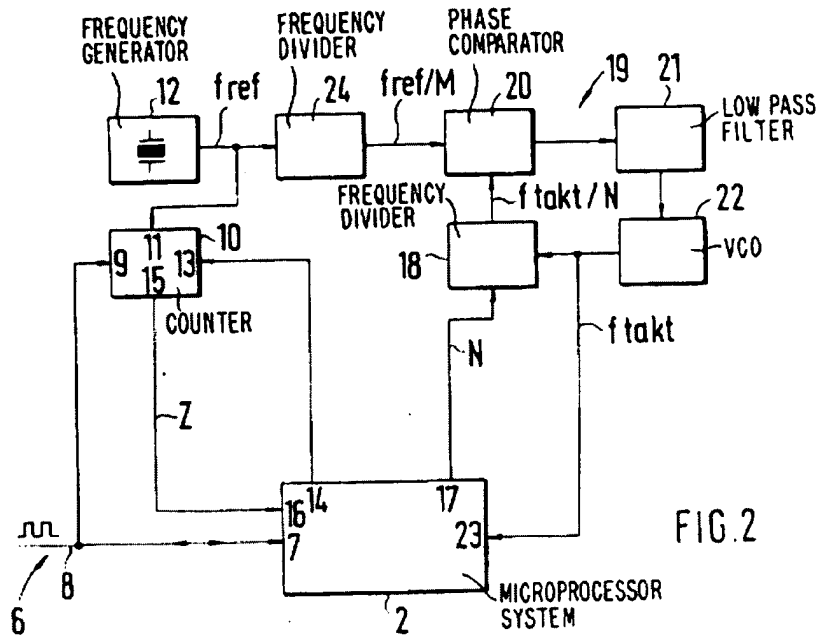 FREQUENCY
GENERATOR
12
f ref
FREQUENCY
DIVIDER
24
f ref/M
PHASE
COMPARATOR
20
19
21
LOW PASS
FILTER
FREQUENCY
DIVIDER
f takt/N
18
22
VCO
f takt
11
10
9
13
15
COUNTER
Z
N
16
14
17
7
23
8
6
2
MICROPROCESSOR
SYSTEM
FIG.2